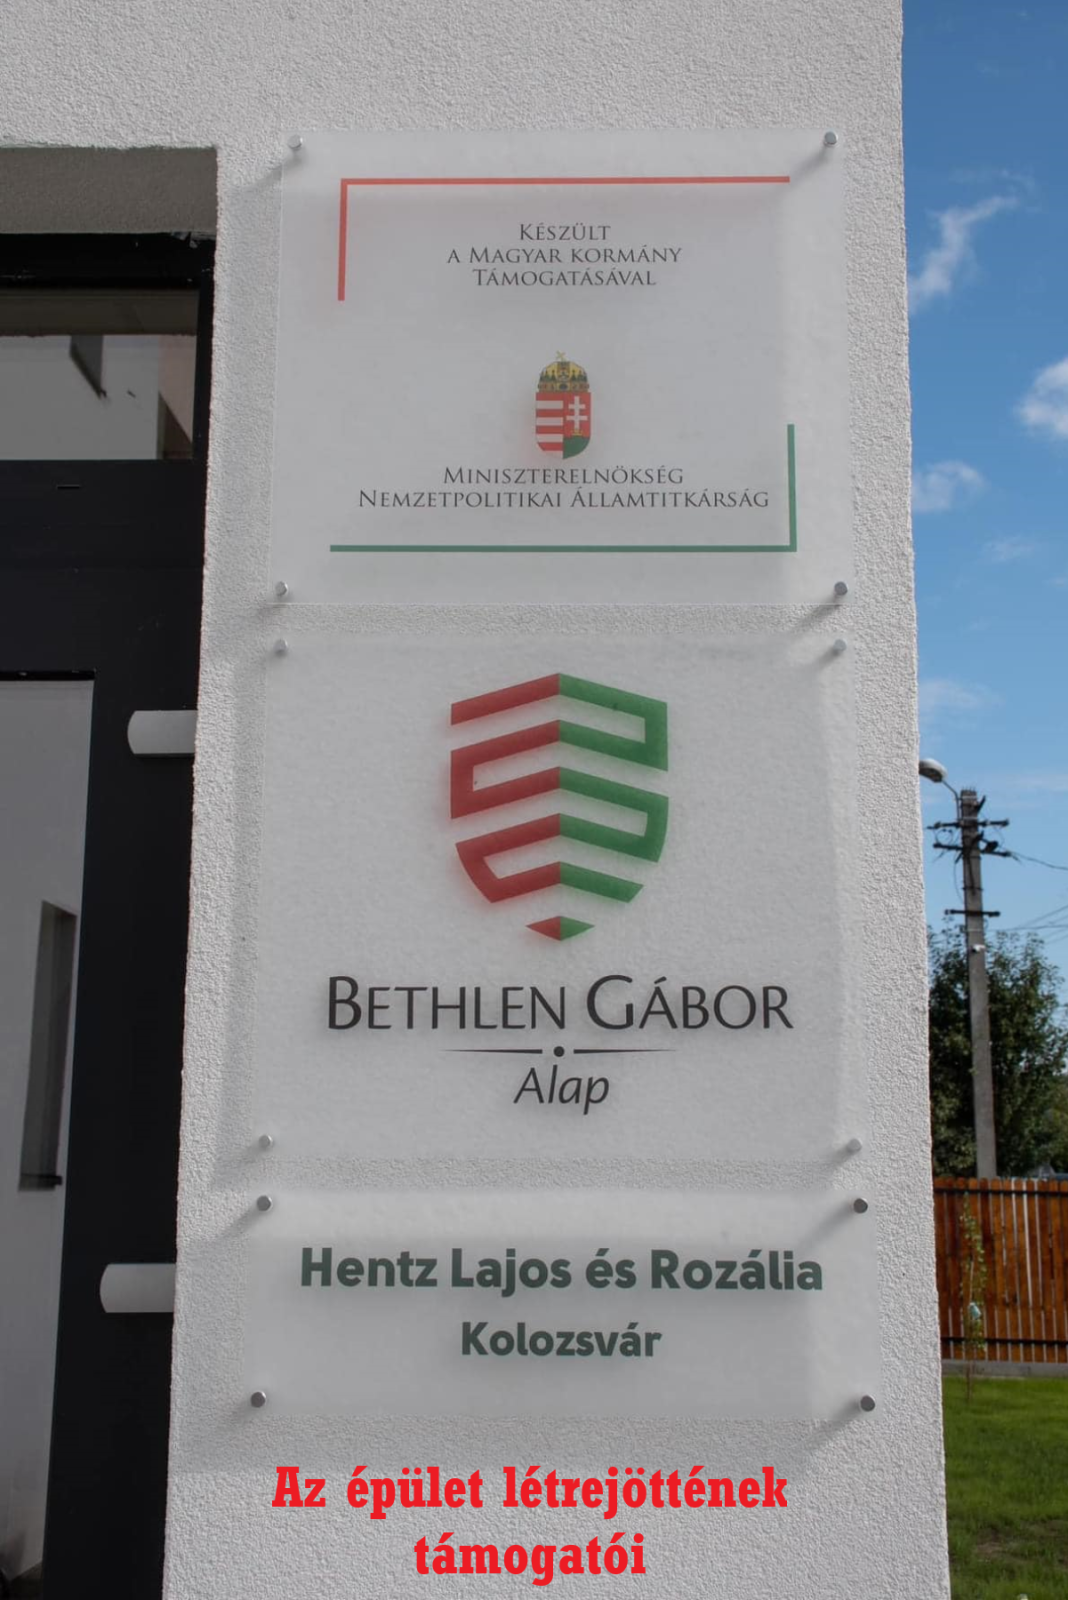 KÉSZÜLT
A MAGYAR KORMÁNY
TÁMOGATÁSÁVAL
MINISZTERELNÖKSÉG
NEMZETPOLITIKAI ÁLLAMTITKÁRSÁG
BETHLEN GÁBOR
Alap
Hentz Lajos és Rozália
Kolozsvár
Az épület létrejöttének
támogatói